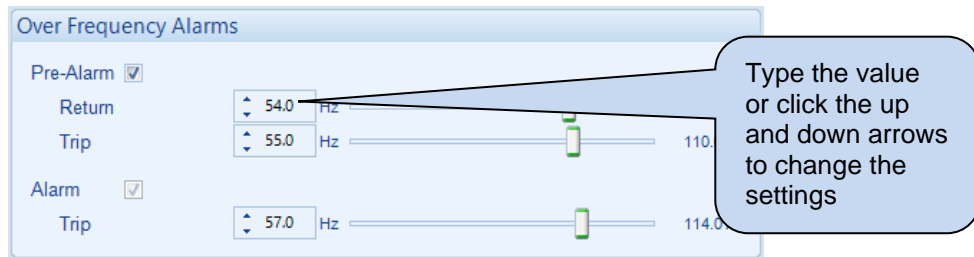 Over Frequency Alarms
Pre-Alarm
Return 54.0 Hz
Trip 55.0 Hz 110.
Alarm
Trip 57.0 Hz 114.0
Type the value
or click the up
and down arrows
to change the
settings